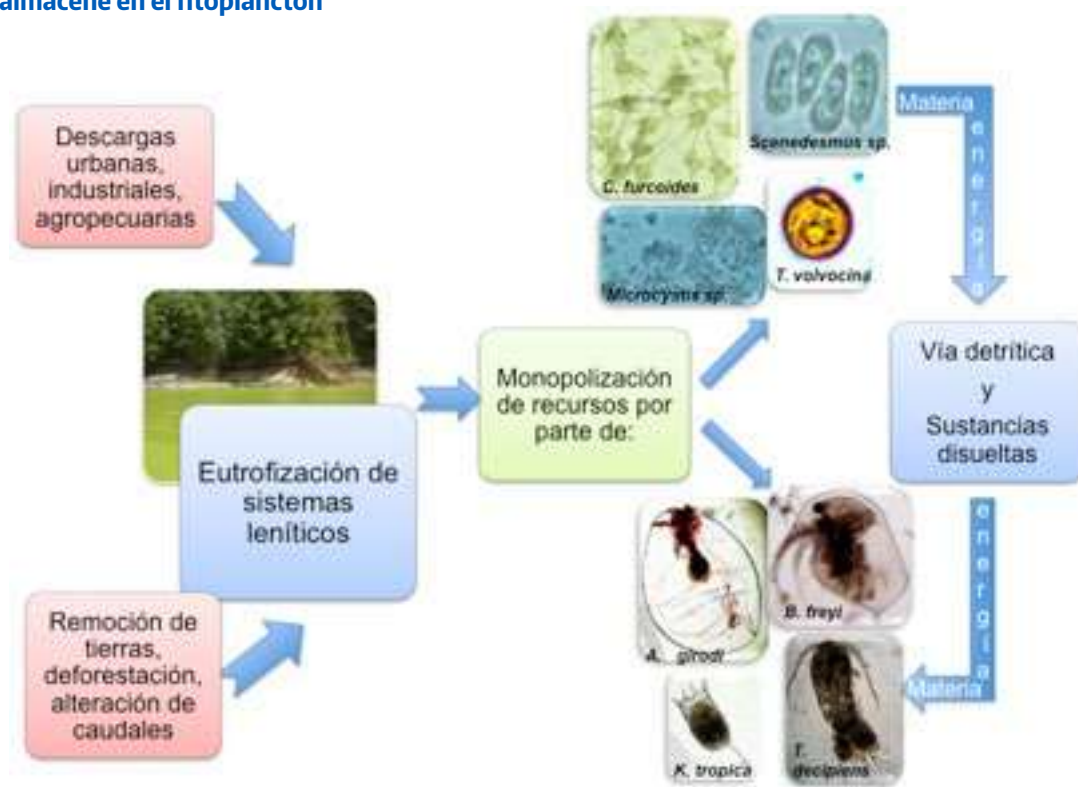 almacene en el fitoplancton
Descargas
urbanas,
industriales,
agropecuarias
Eutrofización de
sistemas
leníticos
Remoción de
tierras,
deforestación,
alteración de
caudales
Monopolización
de recursos por
parte de:
C. furcoides
Scenedesmus sp.
Microcystis sp.
T. volvocina
Materia
energía
Vía detrítica
y
Sustancias
disueltas
energía
Materia
A. girodi
B. freyi
K. tropica
T.
decipiens